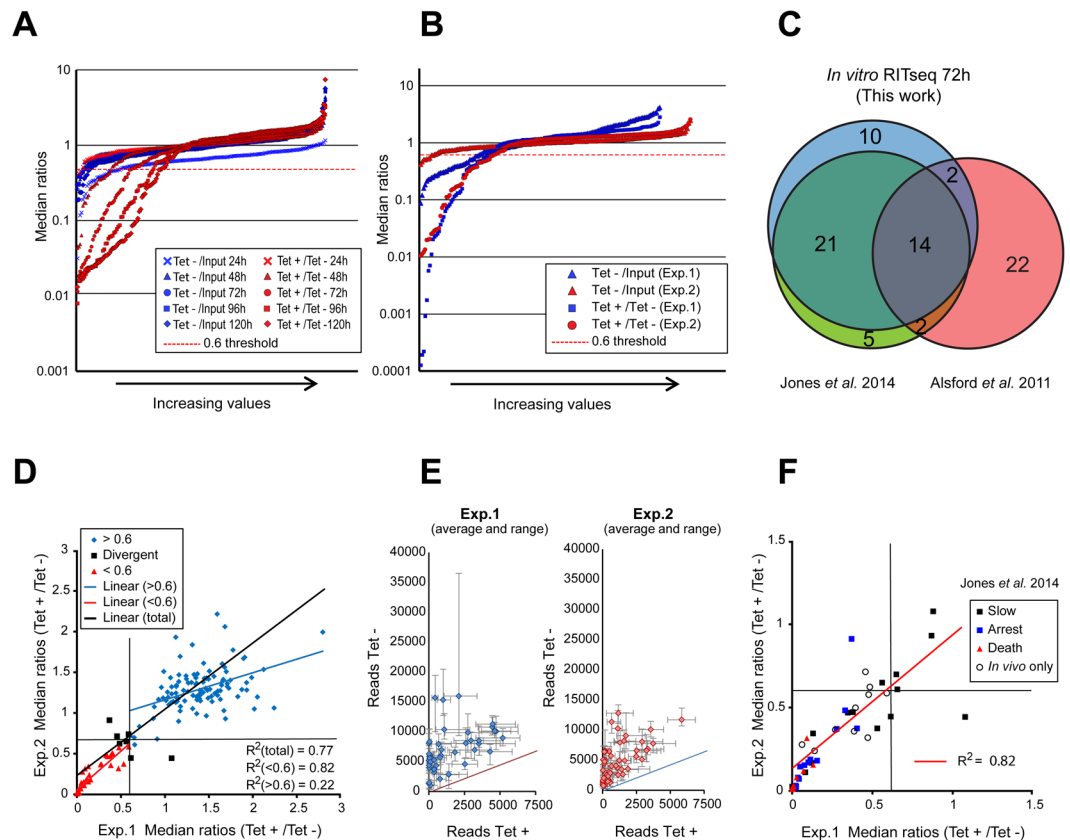 A
B
C
Median ratios
10
1
0.1
0.01
0.001
Tet - /Input 24h
Tet - /Input 48h
Tet - /Input 72h
Tet - /Input 96h
Tet - /Input 120h
Tet + /Tet - 24h
Tet + /Tet - 48h
Tet + /Tet - 72h
Tet + /Tet - 96h
Tet + /Tet -120h
0.6 threshold
Increasing values
Median ratios
10
1
0.1
0.01
0.001
0.0001
Tet - /Input (Exp.1)
Tet - /Input (Exp.2)
Tet + /Tet - (Exp.1)
Tet + /Tet - (Exp.2)
0.6 threshold
Increasing values
In vitro RITseq 72h
(This work)
10
2
21
14
22
2
5
Jones et al. 2014
Alsford et al. 2011
D
E
F
> 0.6
Divergent
< 0.6
Linear (>0.6)
Linear (<0.6)
Linear (total)
Exp.2 Median ratios (Tet + /Tet -)
3
2.5
2
1.5
1
0.5
0
R²(total) = 0.77
R²(<0.6) = 0.82
R²(>0.6) = 0.22
0 0.5 1 1.5 2 2.5 3
Exp.1 Median ratios (Tet + /Tet -)
Exp.1
(average and range)
Reads Tet -
40000
35000
30000
25000
20000
15000
10000
5000
0
0 2500 5000 7500
Reads Tet +
Exp.2
(average and range)
Reads Tet -
40000
35000
30000
25000
20000
15000
10000
5000
0
0 2500 5000 7500
Reads Tet +
Exp.2 Median ratios (Tet + /Tet -)
1.5
1
0.5
0
Jones et al. 2014
Slow
Arrest
Death
In vivo only
R² = 0.82
0 0.5 1 1.5
Exp.1 Median ratios (Tet + /Tet -)